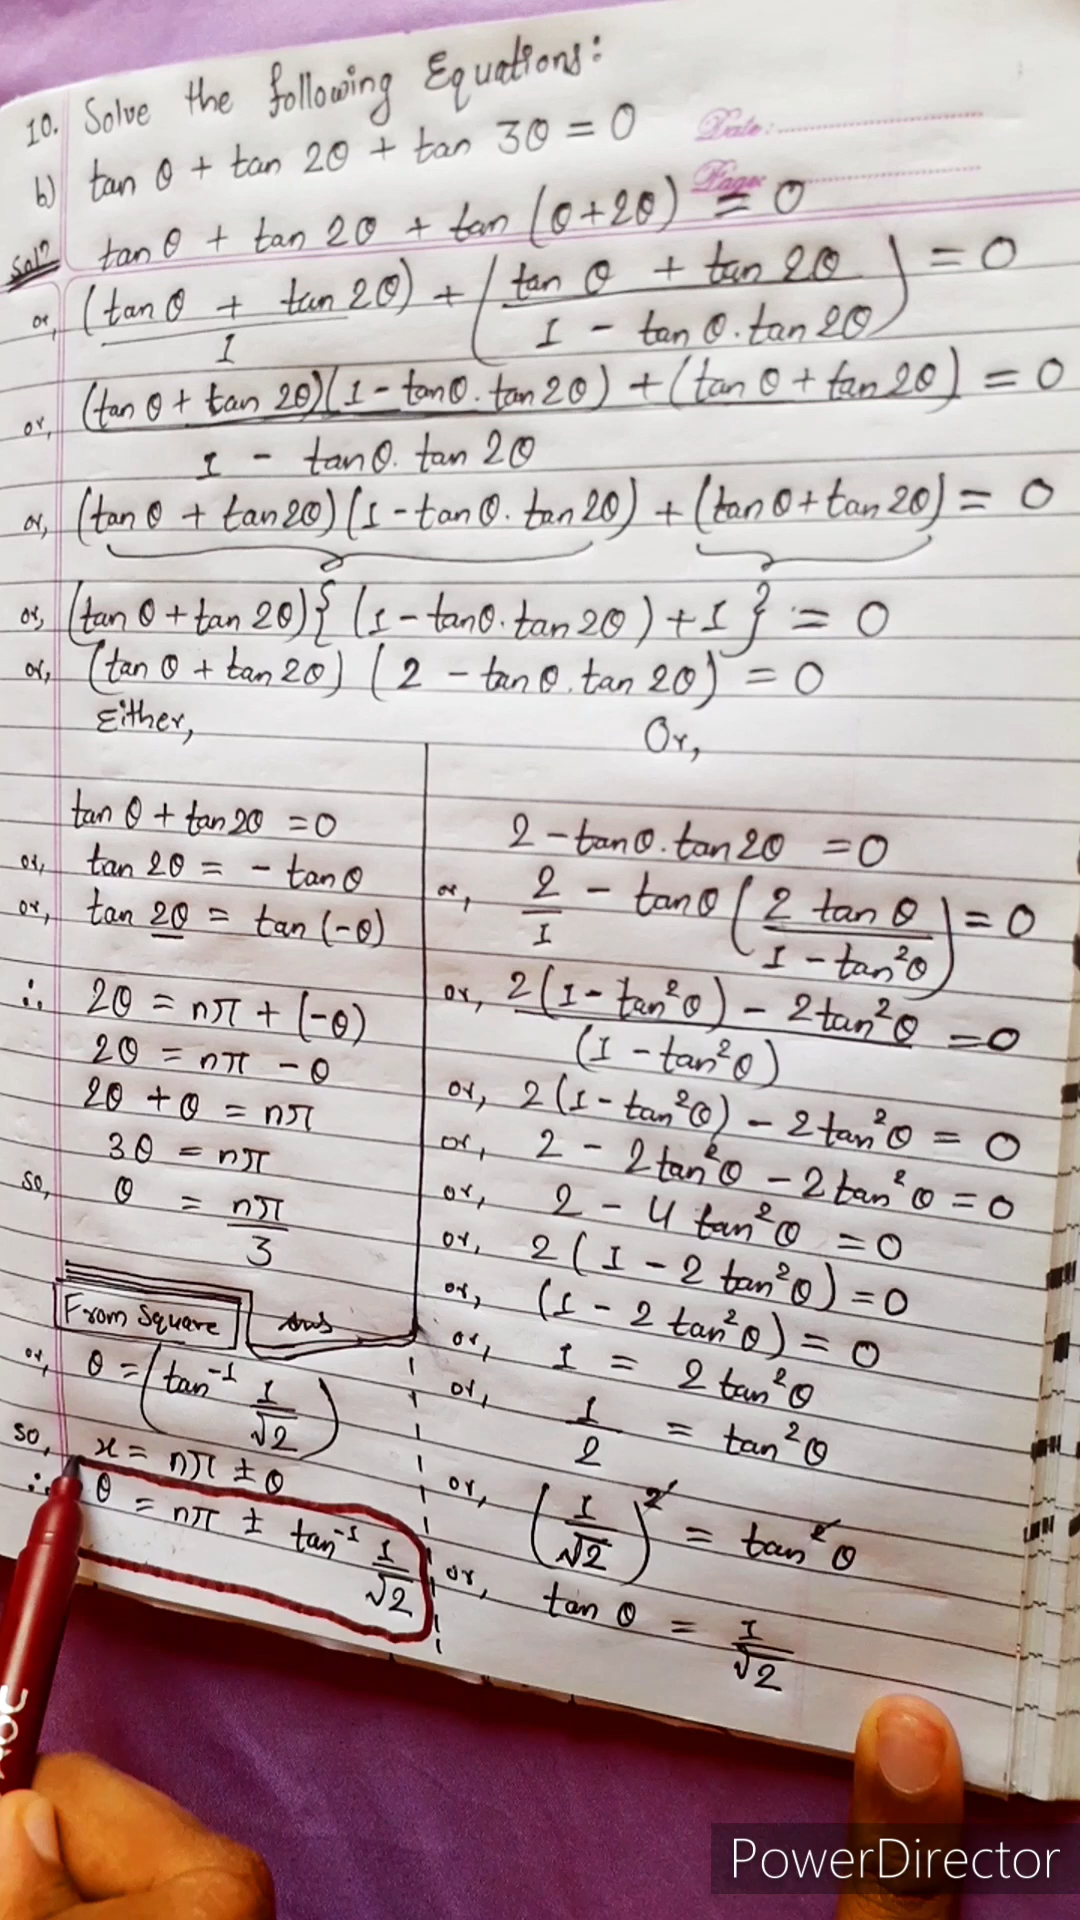 10. Solve the following Equations:
b) tan θ + tan 2θ + tan 3θ = 0
Date:
Page:
Solⁿ tan θ + tan 2θ + tan (θ+2θ) = 0
or, (tan θ + tan 2θ)/1 + ((tan θ + tan 2θ)/(1 - tan θ. tan 2θ)) = 0
or, ((tan θ + tan 2θ)(1 - tanθ. tan 2θ) + (tan θ + tan 2θ))/(1 - tanθ. tan 2θ) = 0
or, (tan θ + tan 2θ)(1 - tan θ. tan 2θ) + (tan θ + tan 2θ) = 0
or, (tan θ + tan 2θ){(1 - tanθ. tan 2θ) + 1} = 0
or, (tan θ + tan 2θ) (2 - tan θ. tan 2θ) = 0
Either,
tan θ + tan 2θ = 0
or, tan 2θ = - tan θ
or, tan 2θ = tan (-θ)
∴ 2θ = nπ + (-θ)
2θ = nπ - θ
2θ + θ = nπ
3θ = nπ
so, θ = nπ/3
Ans
Or,
2 - tan θ. tan 2θ = 0
or, 2/1 - tan θ (2 tan θ/(1 - tan²θ)) = 0
or, (2(1 - tan²θ) - 2tan²θ)/(1 - tan²θ) = 0
or, 2(1 - tan²θ) - 2tan²θ = 0
or, 2 - 2tan²θ - 2tan²θ = 0
or, 2 - 4 tan²θ = 0
or, 2(1 - 2 tan²θ) = 0
or, (1 - 2 tan²θ) = 0
or, 1 = 2 tan²θ
or, 1/2 = tan²θ
or, (1/√2)² = tan²θ
or, tan θ = 1/√2
From Square
or, θ = (tan⁻¹ 1/√2)
so, x = nπ ± θ
∴ θ = nπ ± tan⁻¹ 1/√2
PowerDirector